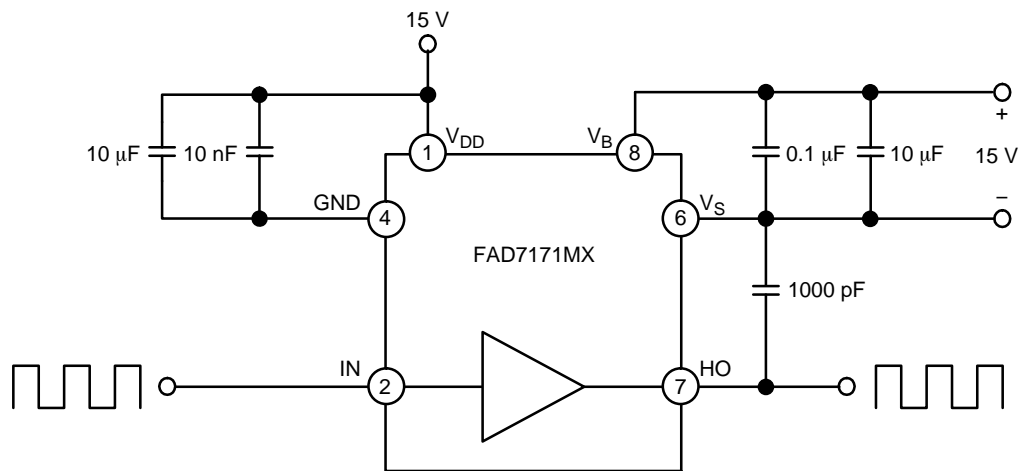 15 V
V_DD
V_B
10 μF
10 nF
1
8
0.1 μF
10 μF
+
15 V
−
GND
4
6
V_S
FAD7171MX
1000 pF
IN
2
7
HO